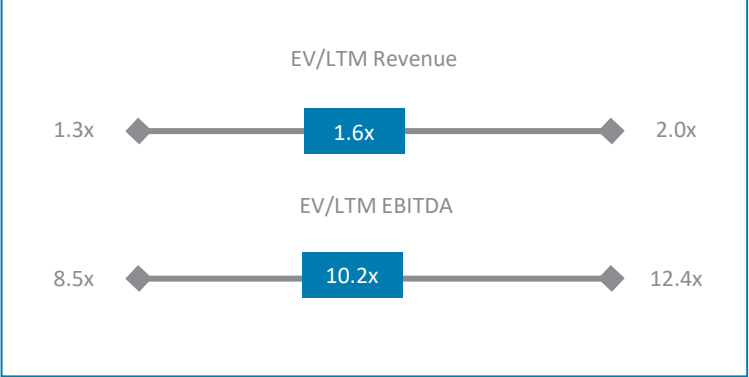 EV/LTM Revenue
1.3x 1.6x 2.0x
EV/LTM EBITDA
8.5x 10.2x 12.4x